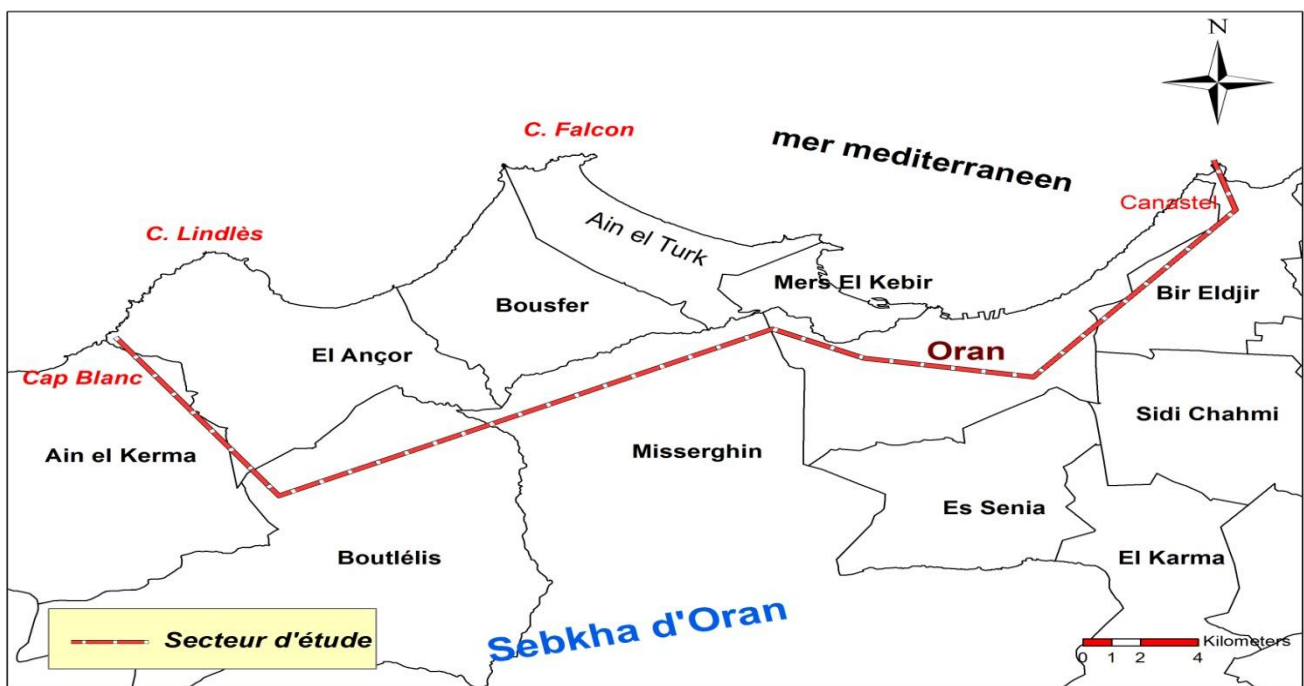 N
C. Falcon
mer mediterraneen
Canastel
C. Lindlès
Ain el Turk
Mers El Kebir
Bir Eldjir
Bousfer
El Ançor
Oran
Cap Blanc
Sidi Chahmi
Ain el Kerma
Misserghin
Es Senia
Boutlélis
El Karma
Secteur d'étude
Sebkha d'Oran
Kilometers
0 1 2 4